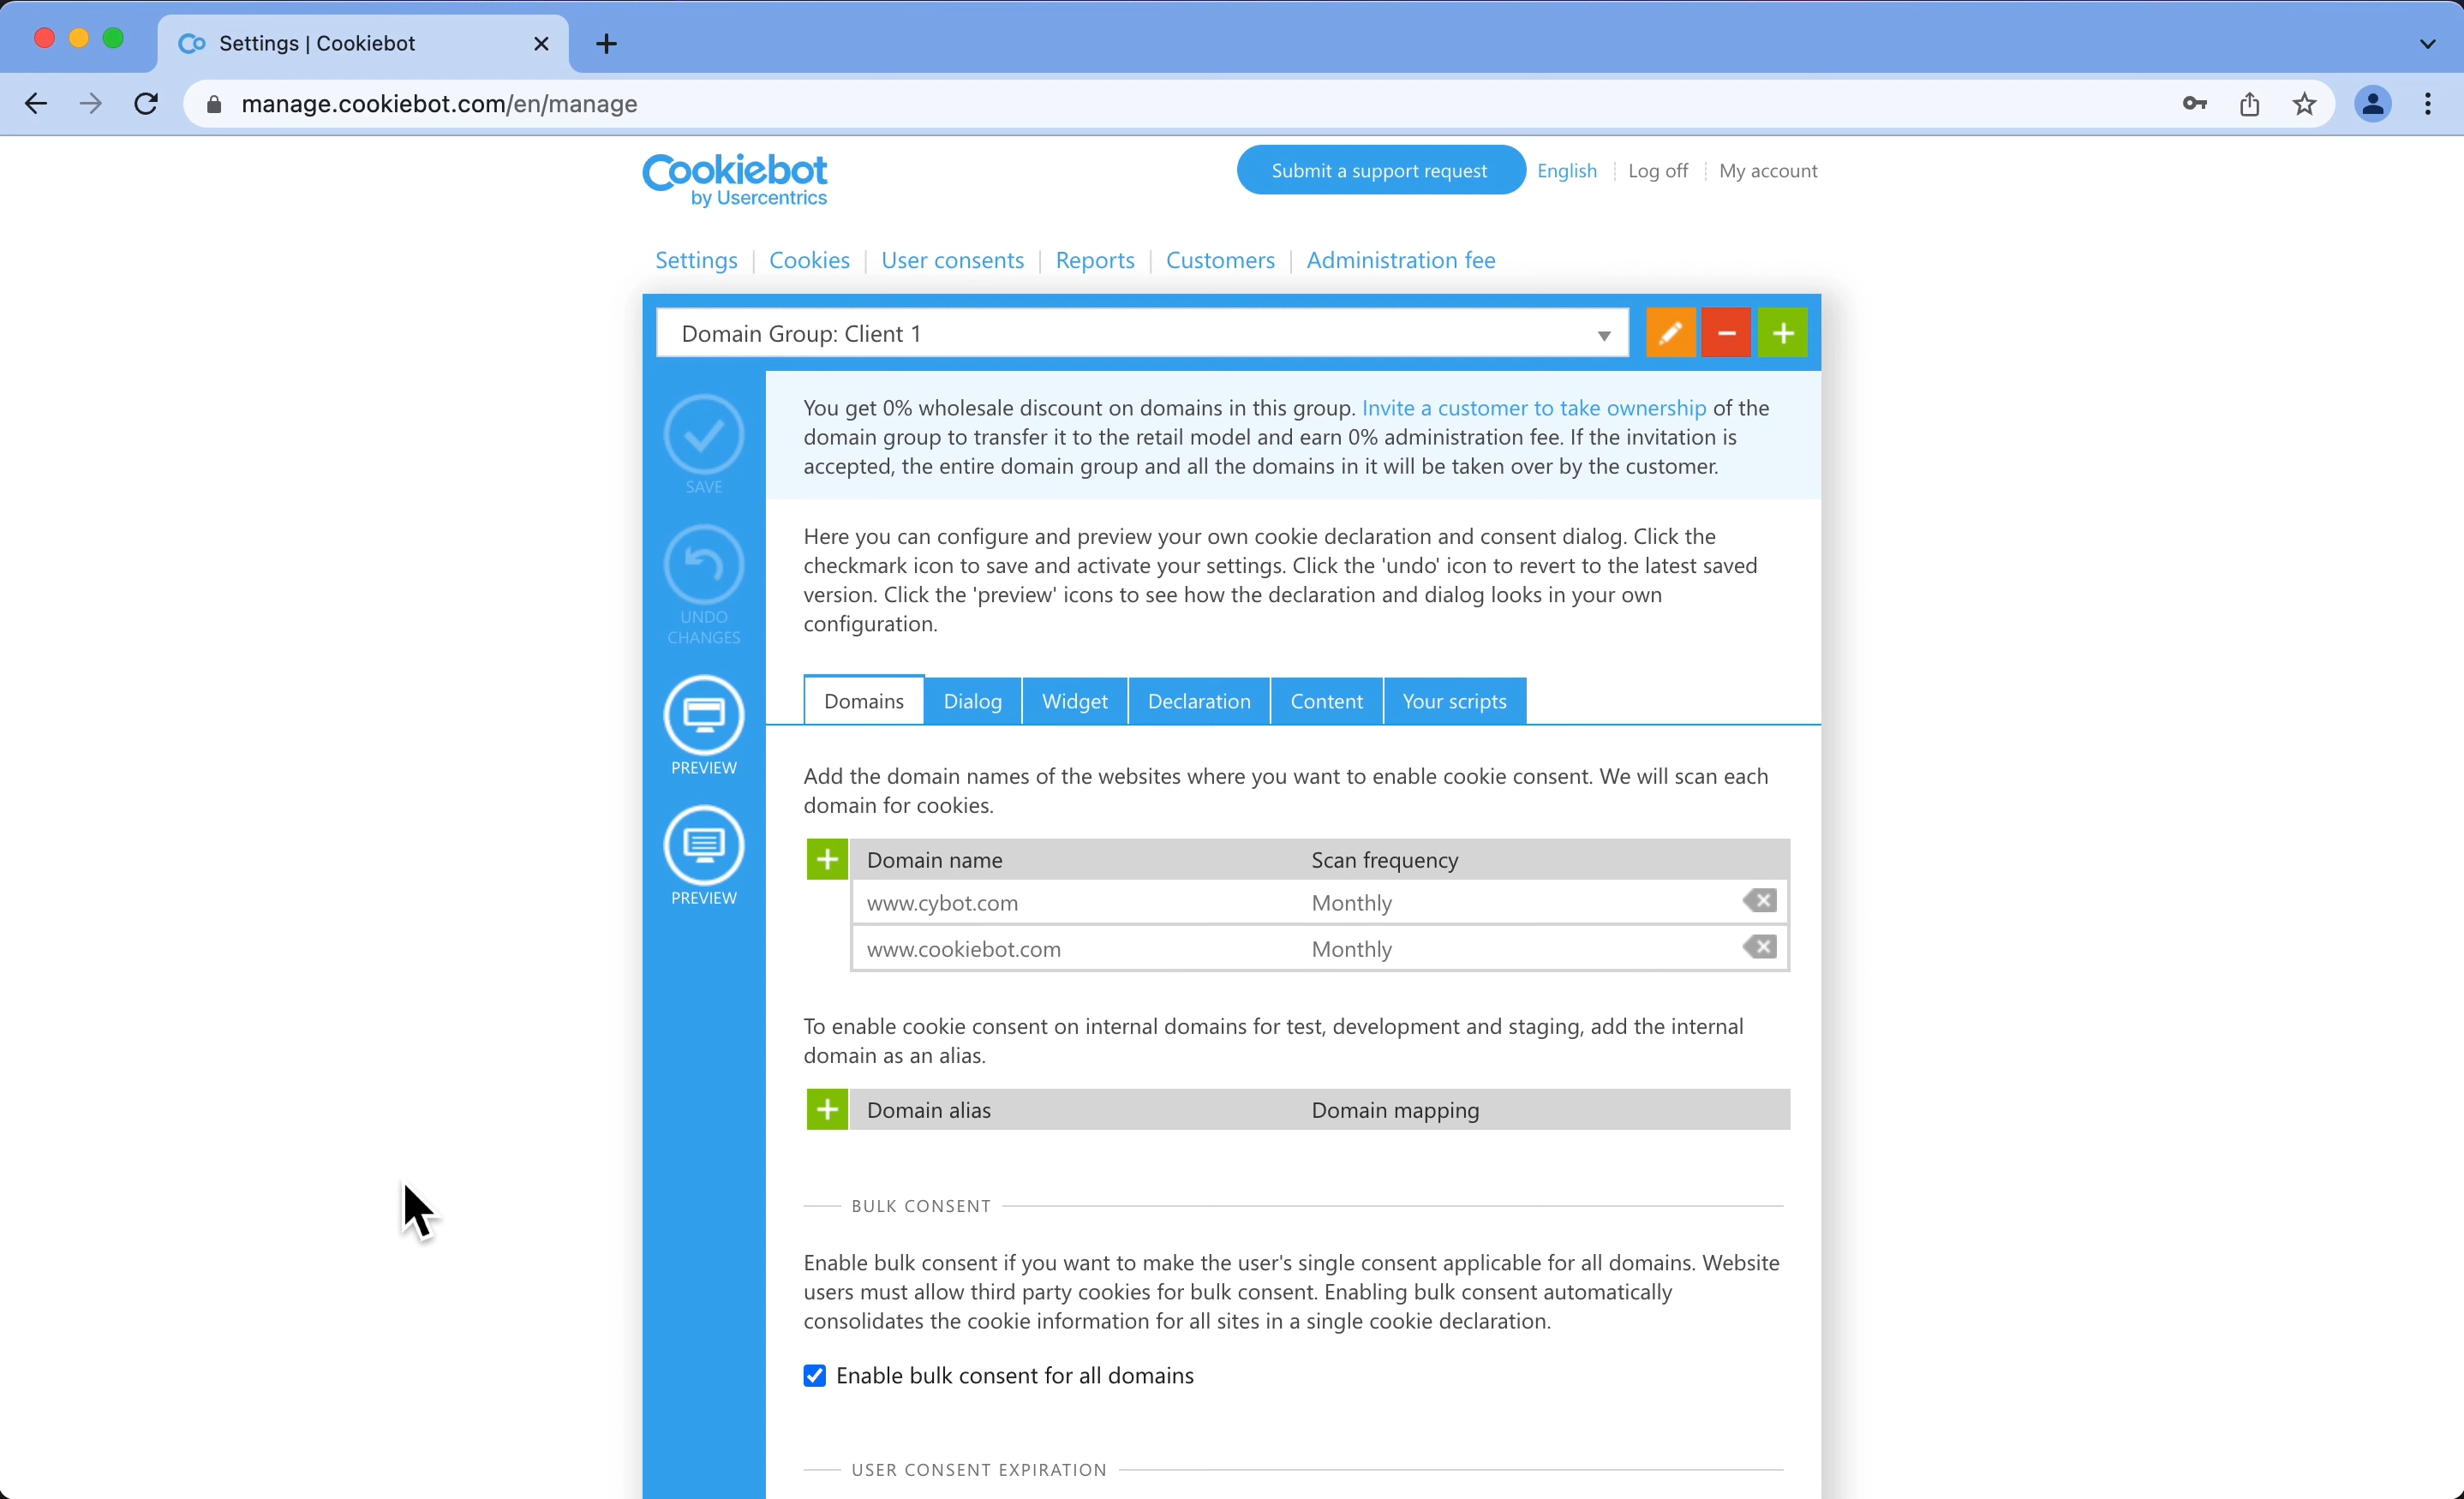 Settings | Cookiebot
manage.cookiebot.com/en/manage
Cookiebot
by Usercentrics
Submit a support request
English
Log off
My account
Settings
Cookies
User consents
Reports
Customers
Administration fee
Domain Group: Client 1
You get 0% wholesale discount on domains in this group. Invite a customer to take ownership of the
domain group to transfer it to the retail model and earn 0% administration fee. If the invitation is
accepted, the entire domain group and all the domains in it will be taken over by the customer.
SAVE
UNDO
CHANGES
PREVIEW
PREVIEW
Here you can configure and preview your own cookie declaration and consent dialog. Click the
checkmark icon to save and activate your settings. Click the 'undo' icon to revert to the latest saved
version. Click the 'preview' icons to see how the declaration and dialog looks in your own
configuration.
Domains
Dialog
Widget
Declaration
Content
Your scripts
Add the domain names of the websites where you want to enable cookie consent. We will scan each
domain for cookies.
Domain name Scan frequency
www.cybot.com Monthly
www.cookiebot.com Monthly
To enable cookie consent on internal domains for test, development and staging, add the internal
domain as an alias.
Domain alias Domain mapping
BULK CONSENT
Enable bulk consent if you want to make the user's single consent applicable for all domains. Website
users must allow third party cookies for bulk consent. Enabling bulk consent automatically
consolidates the cookie information for all sites in a single cookie declaration.
Enable bulk consent for all domains
USER CONSENT EXPIRATION